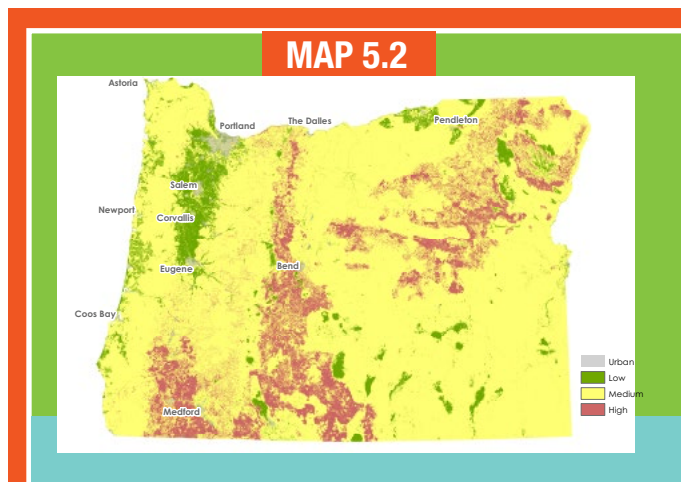 MAP 5.2
Astoria
Portland
The Dalles
Pendleton
Salem
Newport
Corvallis
Eugene
Bend
Coos Bay
Medford
Urban
Low
Medium
High